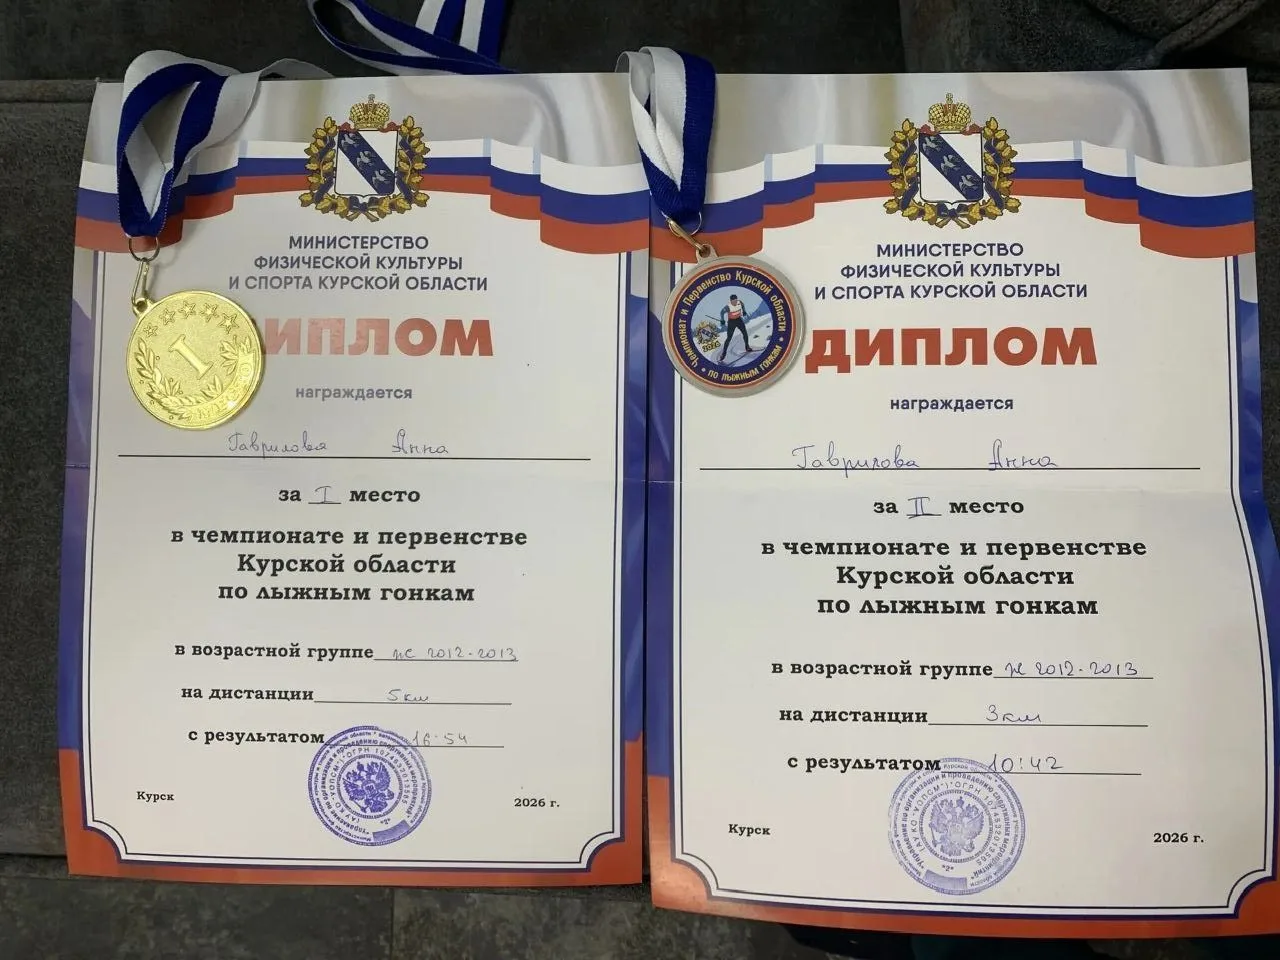 МИНИСТЕРСТВО
ФИЗИЧЕСКОЙ КУЛЬТУРЫ
И СПОРТА КУРСКОЙ ОБЛАСТИ
ИПЛОМ
награждается
Гаврилова Анна
за I место
в чемпионате и первенстве
Курской области
по лыжным гонкам
в возрастной группе ж 2012-2013
на дистанции 5км
с результатом 16:54
Курск 2026 г.
I
МИНИСТЕРСТВО
ФИЗИЧЕСКОЙ КУЛЬТУРЫ
И СПОРТА КУРСКОЙ ОБЛАСТИ
ДИПЛОМ
награждается
Гаврилова Анна
за II место
в чемпионате и первенстве
Курской области
по лыжным гонкам
в возрастной группе ж 2012-2013
на дистанции 3км
с результатом 10:42
Курск 2026 г.
Чемпионат и Первенство Курской области
по лыжным гонкам
2026